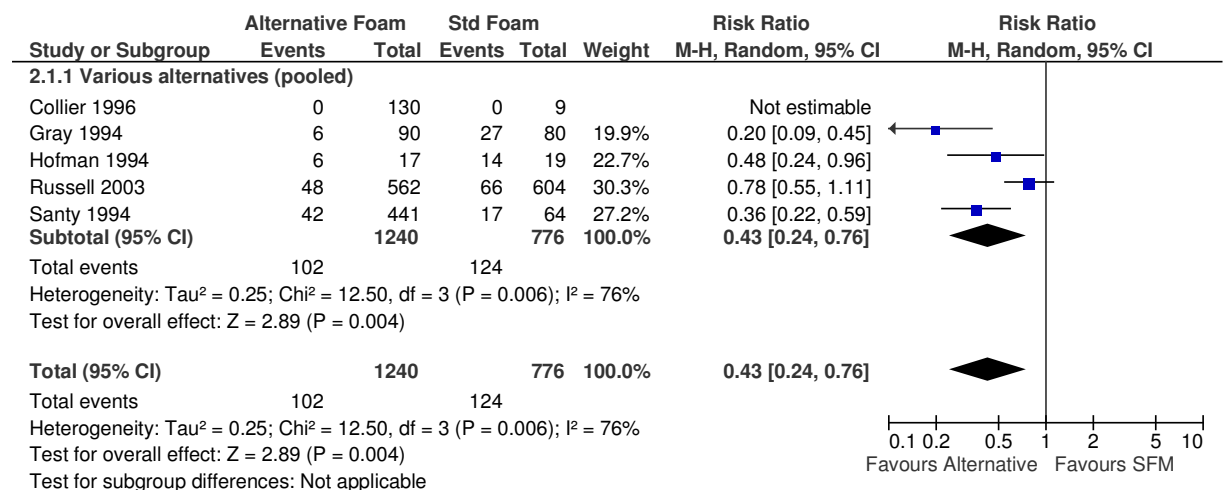 Alternative Foam Std Foam Risk Ratio Risk Ratio
Study or Subgroup Events Total Events Total Weight M-H, Random, 95% CI M-H, Random, 95% CI
2.1.1 Various alternatives (pooled)
Collier 1996 0 130 0 9 Not estimable
Gray 1994 6 90 27 80 19.9% 0.20 [0.09, 0.45]
Hofman 1994 6 17 14 19 22.7% 0.48 [0.24, 0.96]
Russell 2003 48 562 66 604 30.3% 0.78 [0.55, 1.11]
Santy 1994 42 441 17 64 27.2% 0.36 [0.22, 0.59]
Subtotal (95% CI) 1240 776 100.0% 0.43 [0.24, 0.76]
Total events 102 124
Heterogeneity: Tau² = 0.25; Chi² = 12.50, df = 3 (P = 0.006); I² = 76%
Test for overall effect: Z = 2.89 (P = 0.004)
Total (95% CI) 1240 776 100.0% 0.43 [0.24, 0.76]
Total events 102 124
Heterogeneity: Tau² = 0.25; Chi² = 12.50, df = 3 (P = 0.006); I² = 76%
Test for overall effect: Z = 2.89 (P = 0.004)
Test for subgroup differences: Not applicable
0.1 0.2 0.5 1 2 5 10
Favours Alternative Favours SFM